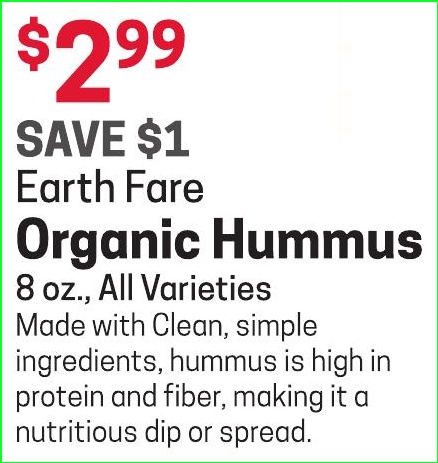 $2.99
SAVE $1
Earth Fare
Organic Hummus
8 oz., All Varieties
Made with Clean, simple
ingredients, hummus is high in
protein and fiber, making it a
nutritious dip or spread.